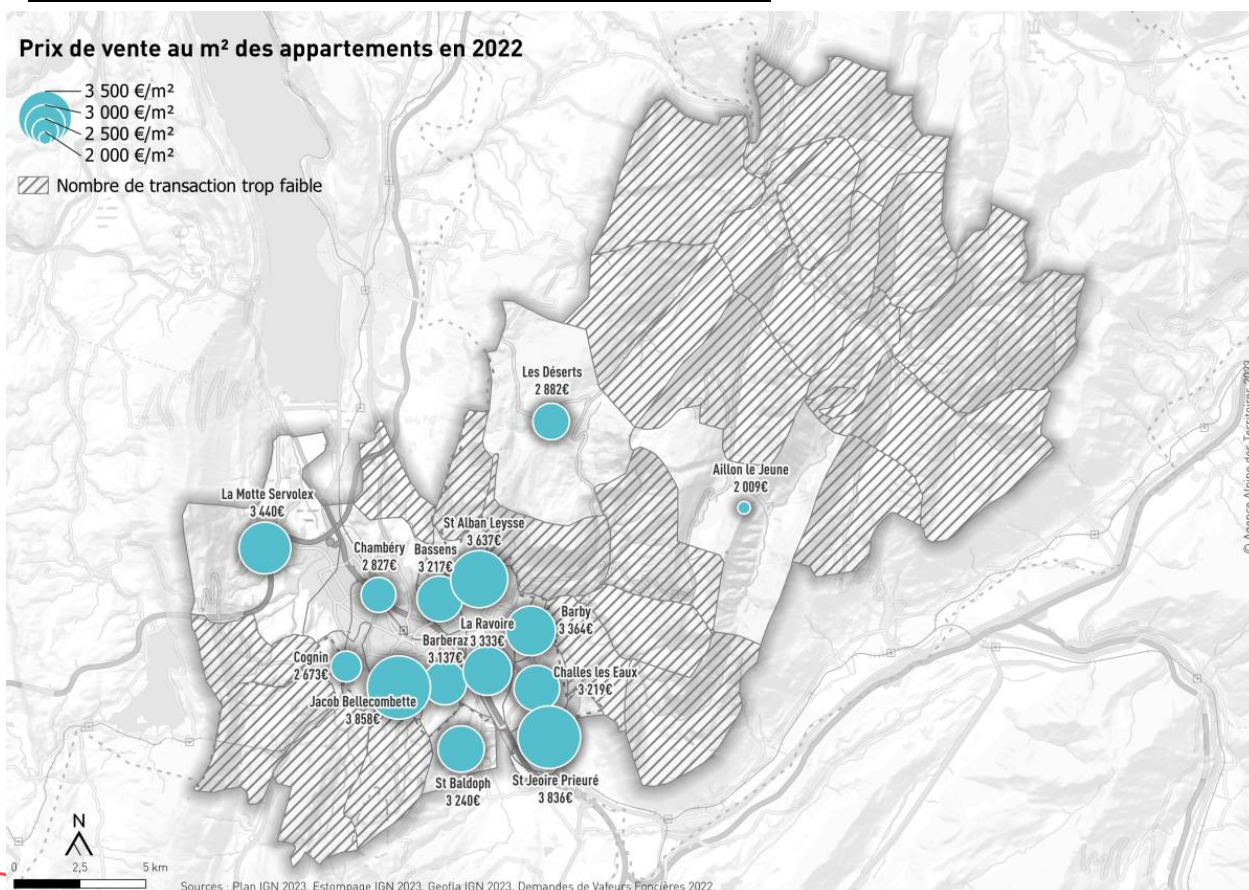 Prix de vente au m² des appartements en 2022
3 500 €/m²
3 000 €/m²
2 500 €/m²
2 000 €/m²
Nombre de transaction trop faible
Les Déserts
2 882€
Aillon le Jeune
2 009€
La Motte Servolex
3 440€
St Alban Leysse
3 637€
Chambéry
2 827€
Bassens
3 217€
Barby
3 364€
La Ravoire
3 333€
Barberaz
3 137€
Cognin
2 673€
Challes les Eaux
3 219€
Jacob Bellecombette
3 858€
St Baldoph
3 240€
St Jeoire Prieuré
3 836€
© Agence Alpine des Territoires, 2023
N
0 2,5 5 km
Sources : Plan IGN 2023, Estompage IGN 2023, Geofla IGN 2023, Demandes de Valeurs Foncières 2022,